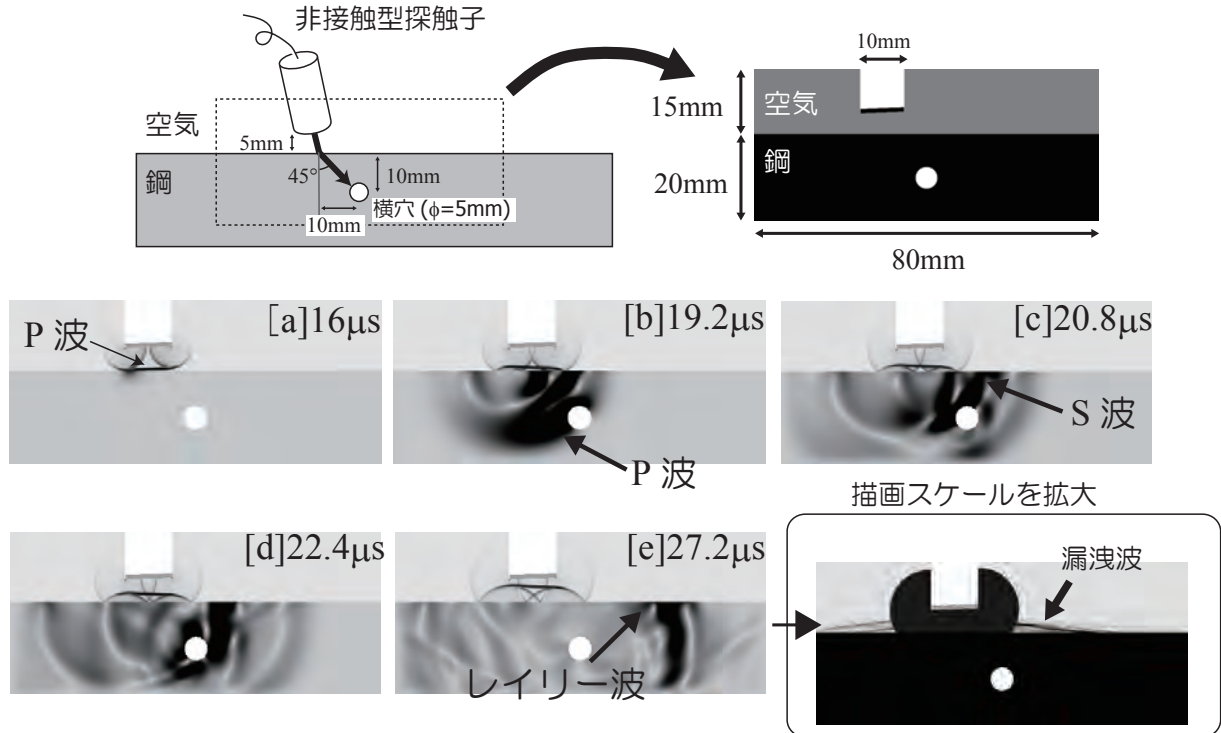 非接触型探触子
空気
5mm
鋼
45°
10mm
横穴 (ϕ=5mm)
10mm
10mm
15mm
空気
鋼
20mm
80mm
P 波
[a]16μs
[b]19.2μs
P 波
[c]20.8μs
S 波
[d]22.4μs
[e]27.2μs
レイリー波
描画スケールを拡大
漏洩波